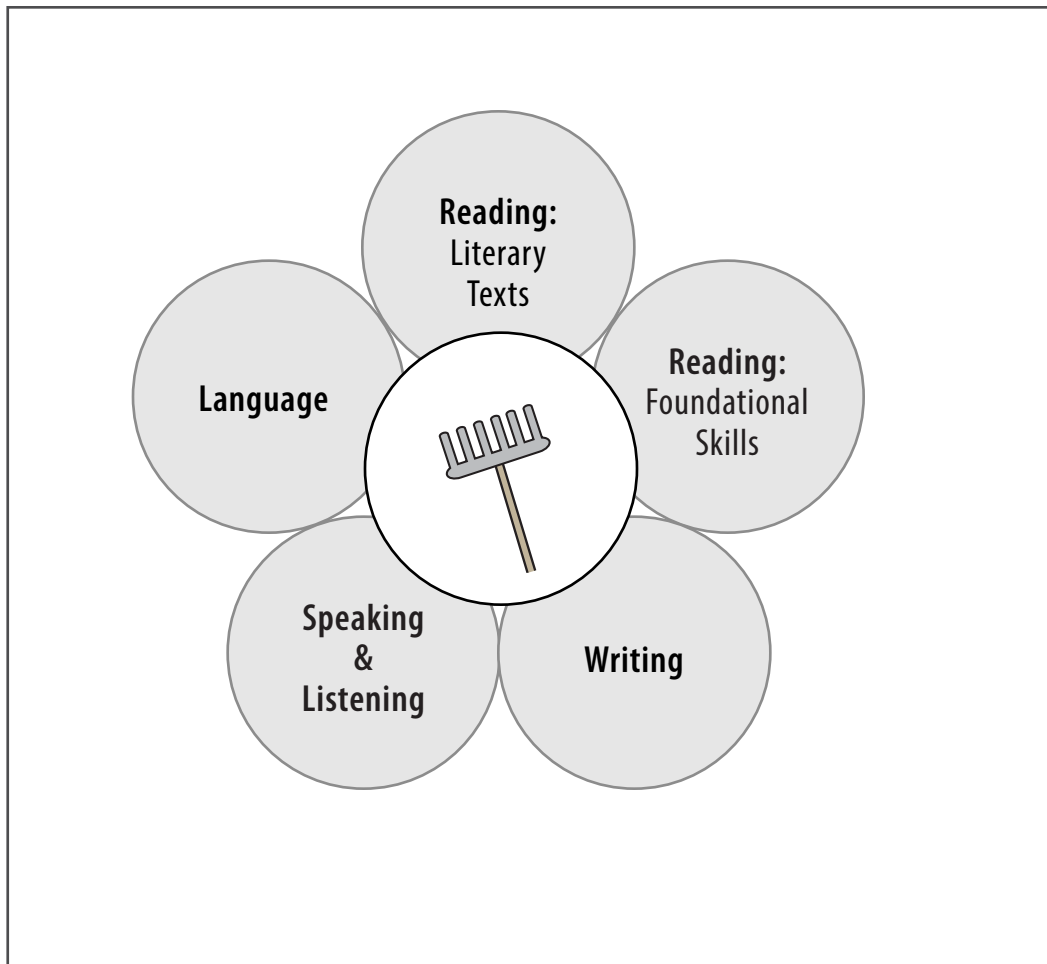 Reading:
Literary
Texts
Reading:
Foundational
Skills
Language
Speaking
&
Listening
Writing